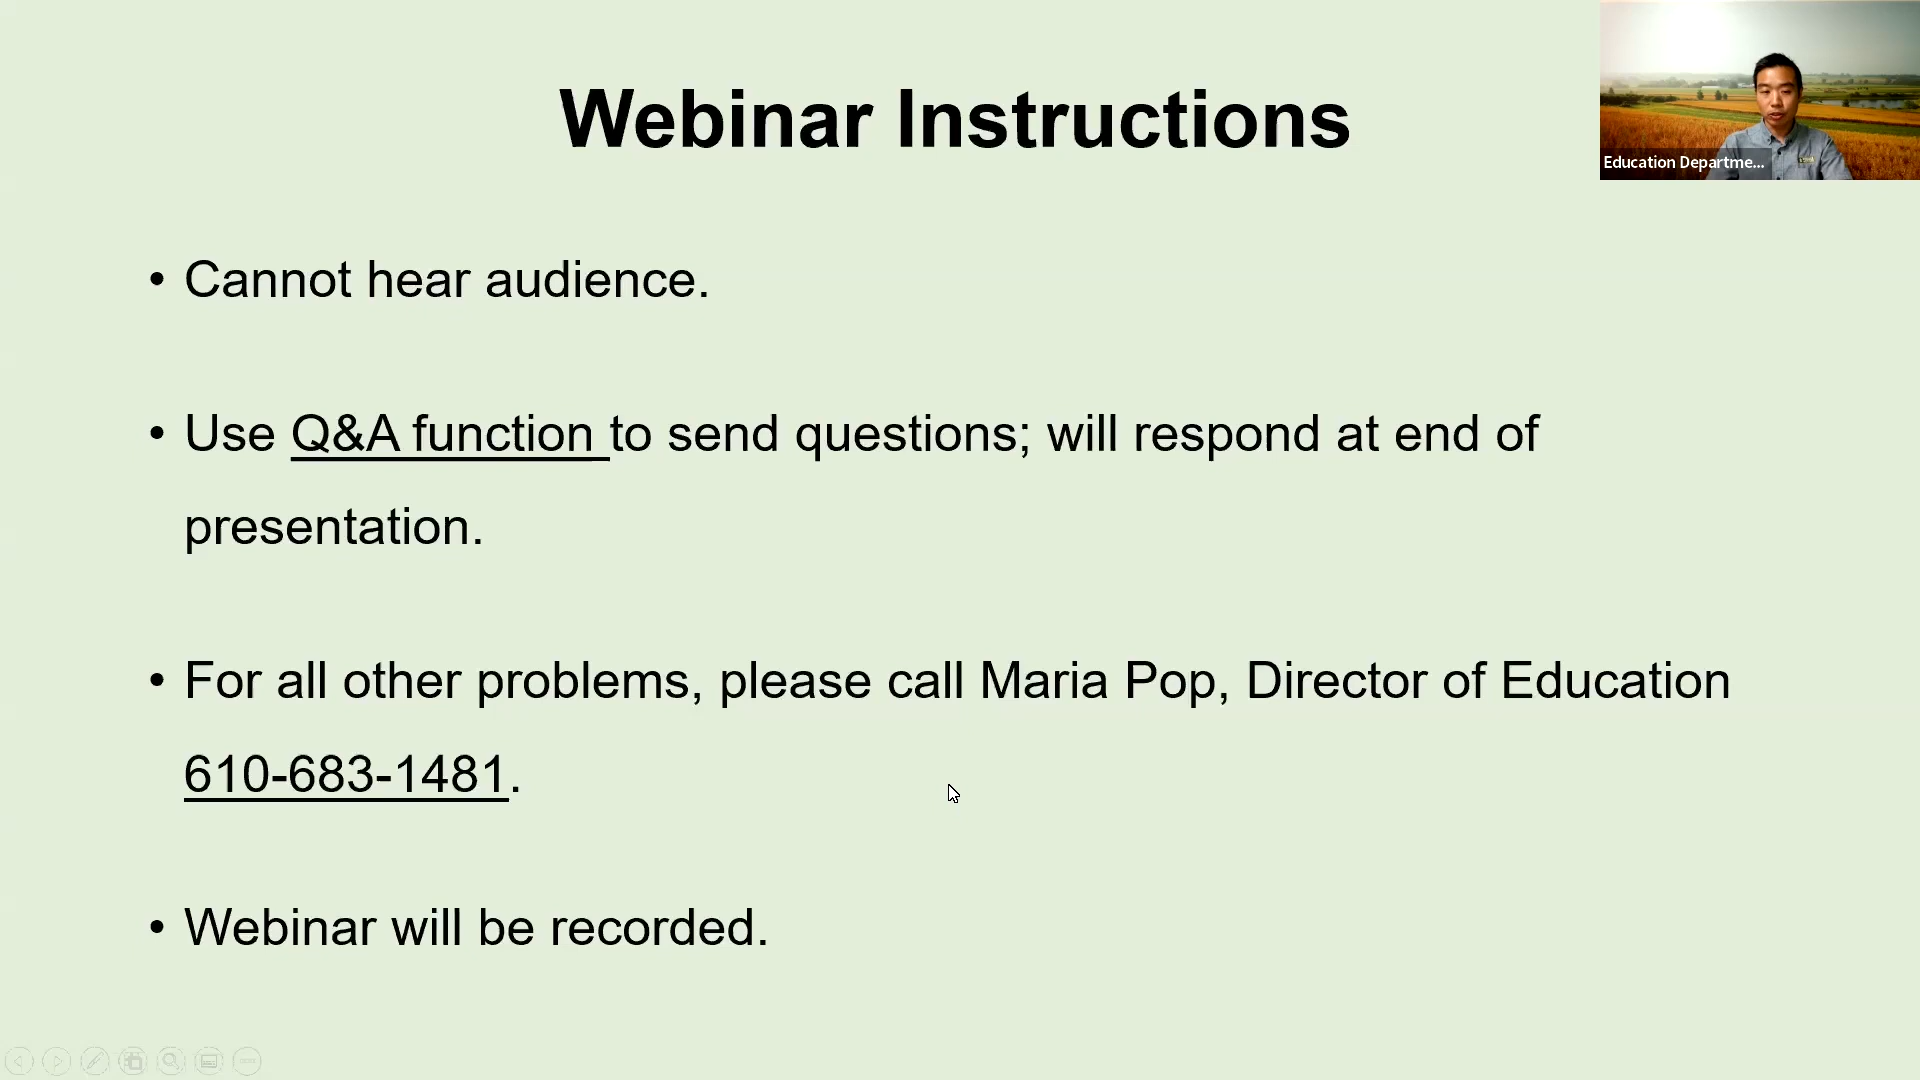 Webinar Instructions
Education Departme...
• Cannot hear audience.
• Use Q&A function to send questions; will respond at end of
presentation.
• For all other problems, please call Maria Pop, Director of Education
610-683-1481.
• Webinar will be recorded.